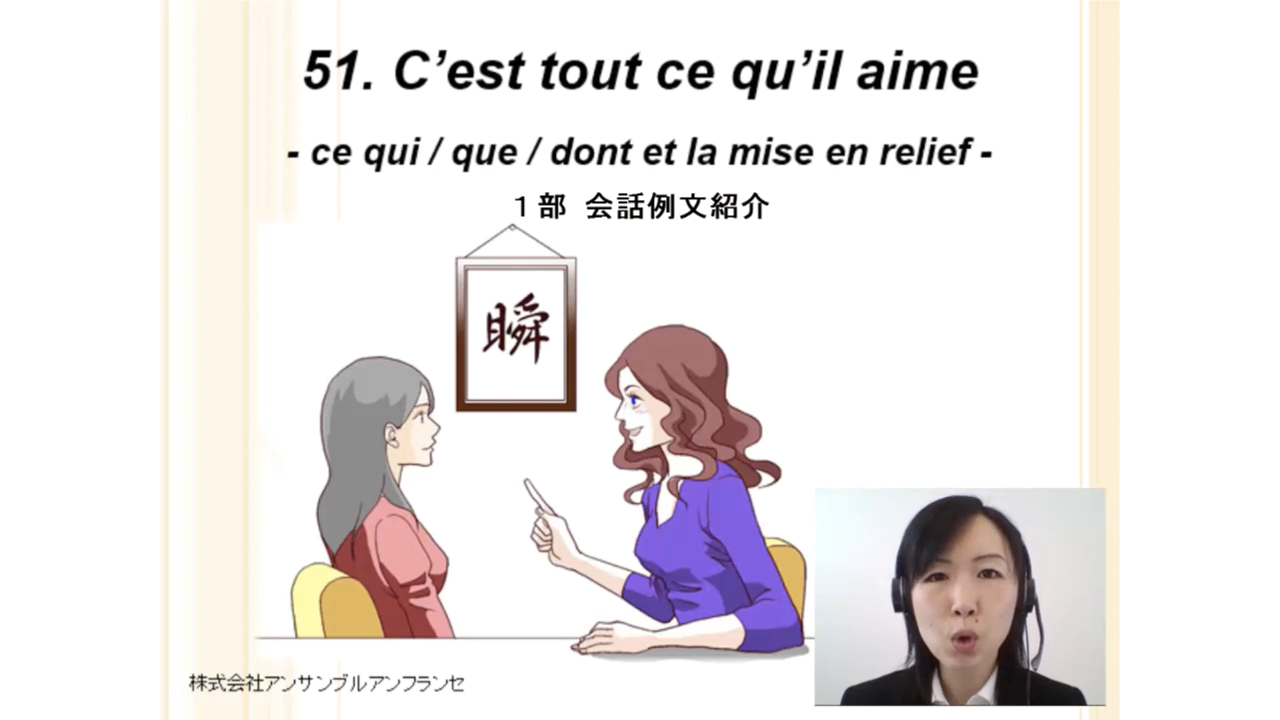 51. C’est tout ce qu’il aime
- ce qui / que / dont et la mise en relief -
１部 会話例文紹介
瞬
株式会社アンサンブルアンフランセ